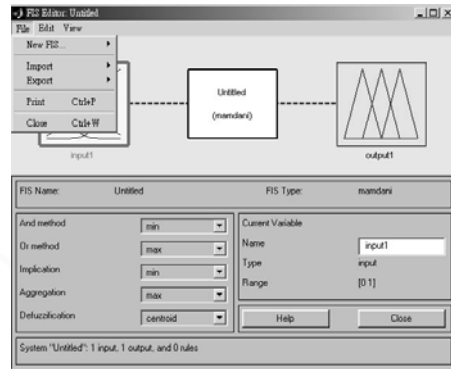 FIS Editor: Untitled
File Edit View
New FIS...
Import
Export
Print Ctrl+P
Close Ctrl+W
Untitled
(mamdani)
input1
output1
FIS Name: Untitled
FIS Type: mamdani
And method min
Or method max
Implication min
Aggregation max
Defuzzification centroid
Current Variable
Name input1
Type input
Range [0 1]
Help Close
System "Untitled": 1 input, 1 output, and 0 rules